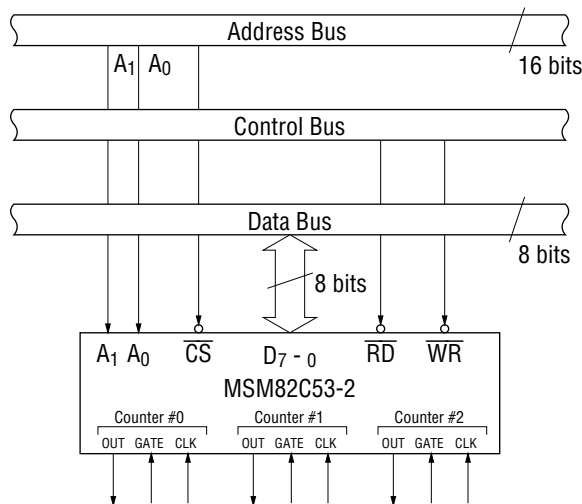 Address Bus
A1 A0
16 bits
Control Bus
Data Bus
8 bits
8 bits
A1 A0 CS D7 - 0 RD WR
MSM82C53-2
Counter #0 Counter #1 Counter #2
OUT GATE CLK OUT GATE CLK OUT GATE CLK